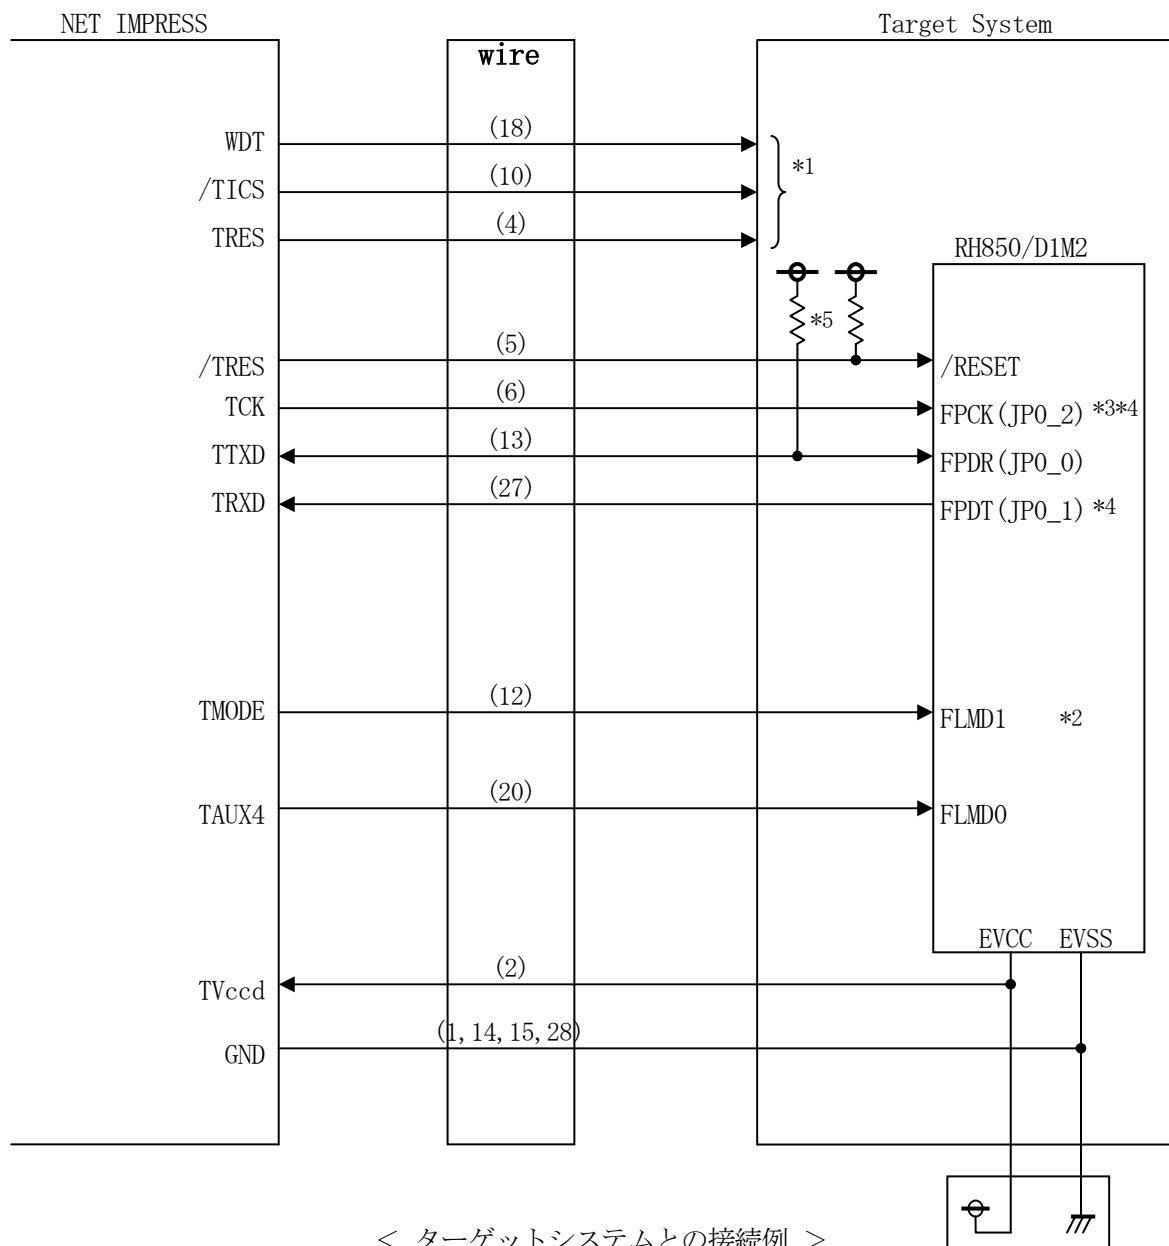 NET IMPRESS
Target System
wire
WDT
(18)
*1
/TICS
(10)
TRES
(4)
RH850/D1M2
*5
/TRES
(5)
/RESET
TCK
(6)
FPCK(JP0_2) *3*4
TTXD
(13)
FPDR(JP0_0)
TRXD
(27)
FPDT(JP0_1) *4
TMODE
(12)
FLMD1 *2
TAUX4
(20)
FLMD0
EVCC EVSS
TVccd
(2)
GND
(1,14,15,28)
< ターゲットシステムとの接続例 >